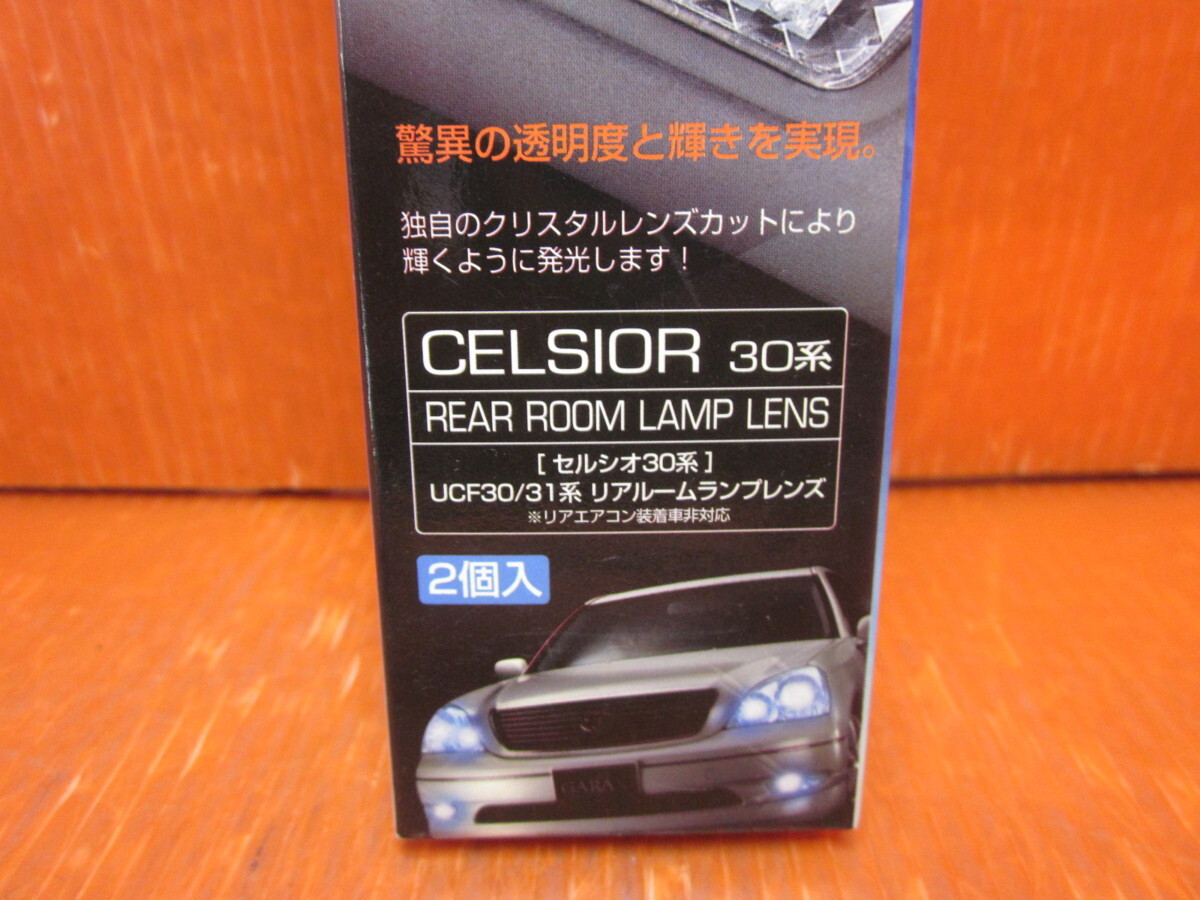 驚異の透明度と輝きを実現。
独自のクリスタルレンズカットにより
輝くように発光します！
CELSIOR 30系
REAR ROOM LAMP LENS
［セルシオ30系］
UCF30/31系 リアルームランプレンズ
※リアエアコン装着車非対応
2個入